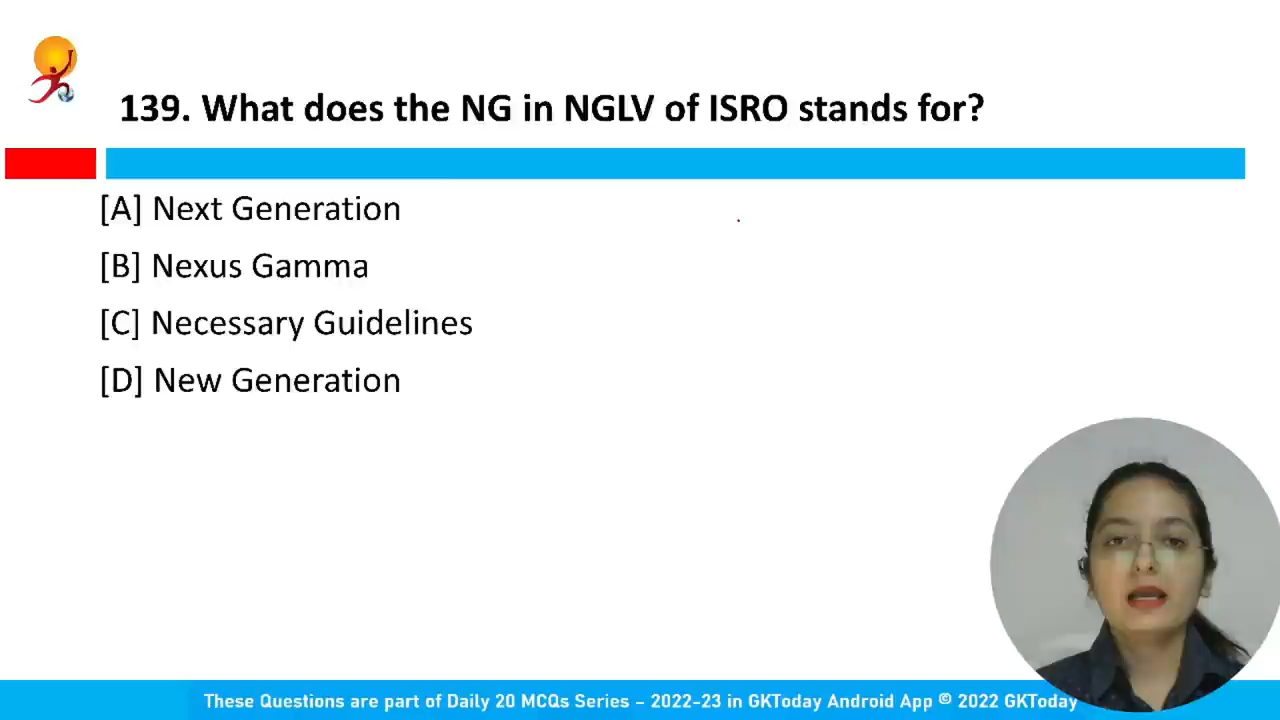 139. What does the NG in NGLV of ISRO stands for?
[A] Next Generation
[B] Nexus Gamma
[C] Necessary Guidelines
[D] New Generation
These Questions are part of Daily 20 MCQs Series – 2022-23 in GKToday Android App © 2022 GKToday